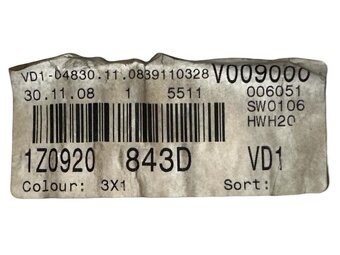 VD1-04830.11.0839110328 V009000
30.11.08 1 5511 006051
SW0106
HWH20
1Z0920 843D VD1
Colour: 3X1 Sort: